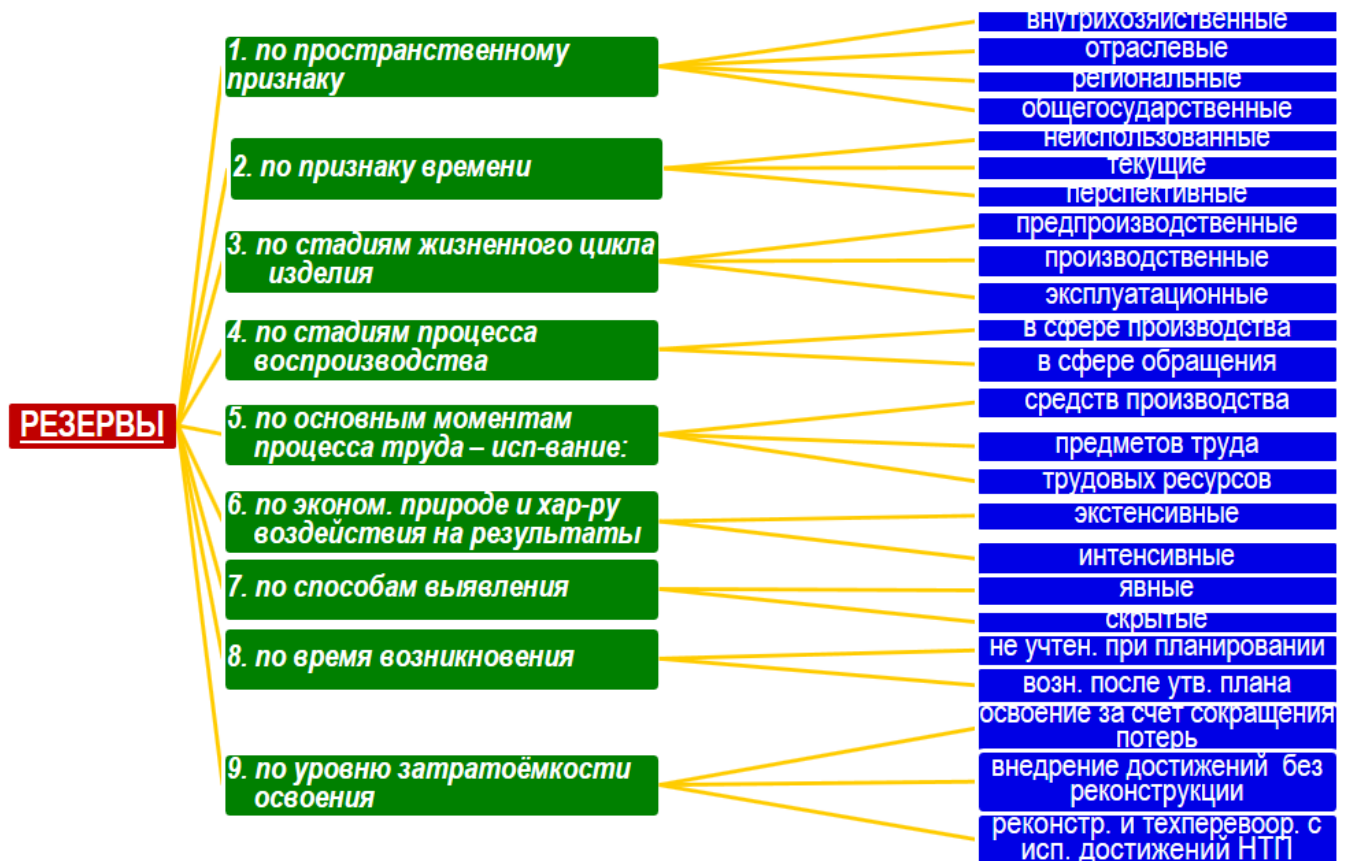 РЕЗЕРВЫ
1. по пространственному
признаку
внутрихозяйственные
отраслевые
региональные
общегосударственные
2. по признаку времени
неиспользованные
текущие
перспективные
3. по стадиям жизненного цикла
изделия
предпроизводственные
производственные
эксплуатационные
4. по стадиям процесса
воспроизводства
в сфере производства
в сфере обращения
5. по основным моментам
процесса труда – исп-вание:
средств производства
предметов труда
трудовых ресурсов
6. по эконом. природе и хар-ру
воздействия на результаты
экстенсивные
интенсивные
7. по способам выявления
явные
скрытые
8. по время возникновения
не учтен. при планировании
возн. после утв. плана
9. по уровню затратоёмкости
освоения
освоение за счет сокращения
потерь
внедрение достижений без
реконструкции
реконстр. и техперевоор. с
исп. достижений НТП